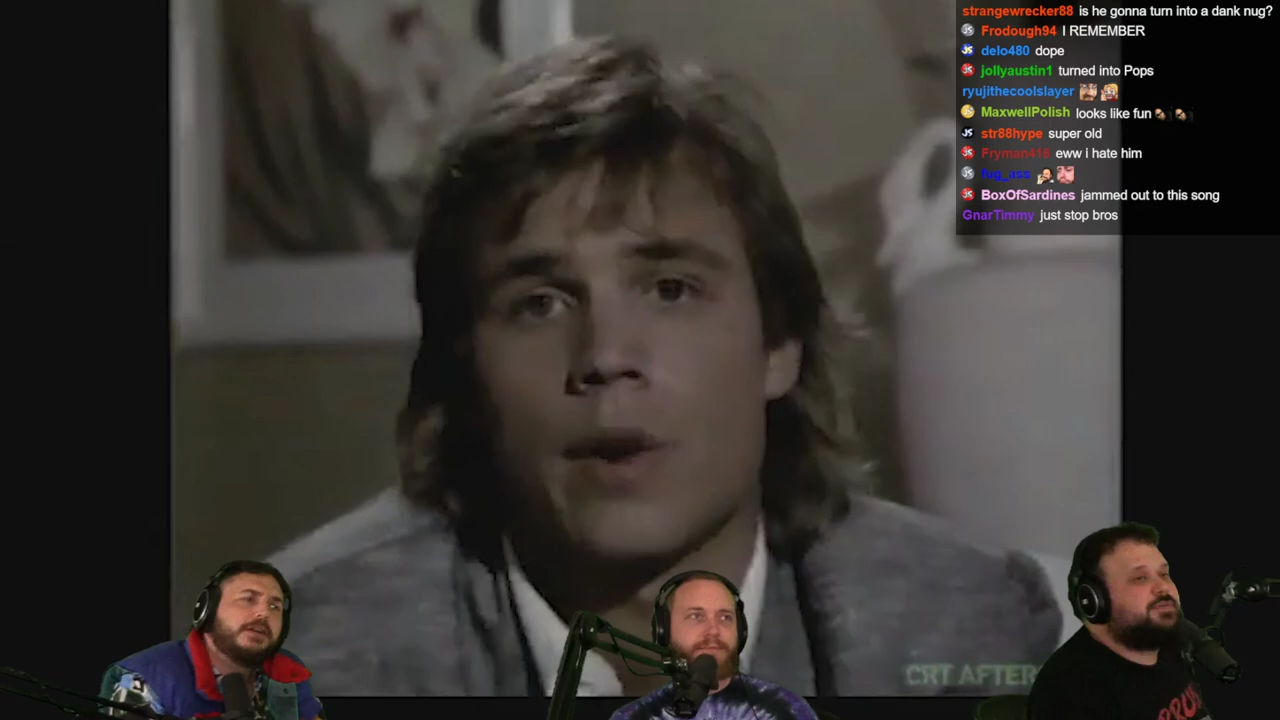 strangewrecker88 is he gonna turn into a dank nug?
Frodough94 I REMEMBER
delo480 dope
jollyaustin1 turned into Pops
ryujithecoolslayer
MaxwellPolish looks like fun
str88hype super old
Fryman416 eww i hate him
fug_ass
BoxOfSardines jammed out to this song
GnarTimmy just stop bros
CRT AFTER